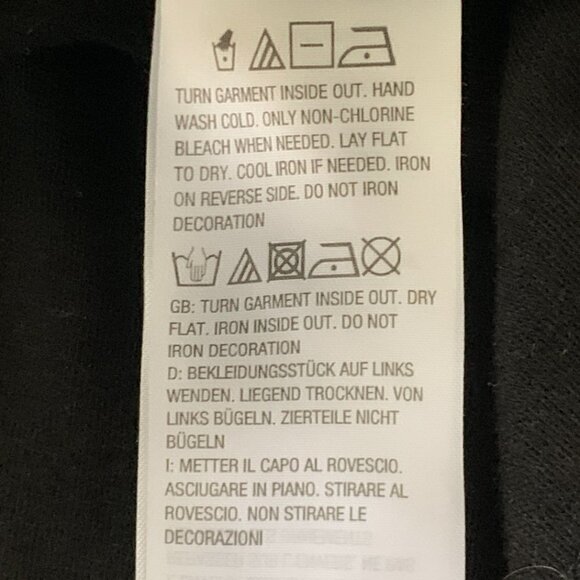 TURN GARMENT INSIDE OUT. HAND
WASH COLD. ONLY NON-CHLORINE
BLEACH WHEN NEEDED. LAY FLAT
TO DRY. COOL IRON IF NEEDED. IRON
ON REVERSE SIDE. DO NOT IRON
DECORATION
GB: TURN GARMENT INSIDE OUT. DRY
FLAT. IRON INSIDE OUT. DO NOT
IRON DECORATION
D: BEKLEIDUNGSSTÜCK AUF LINKS
WENDEN. LIEGEND TROCKNEN. VON
LINKS BÜGELN. ZIERTEILE NICHT
BÜGELN
I: METTER IL CAPO AL ROVESCIO.
ASCIUGARE IN PIANO. STIRARE AL
ROVESCIO. NON STIRARE LE
DECORAZIONI